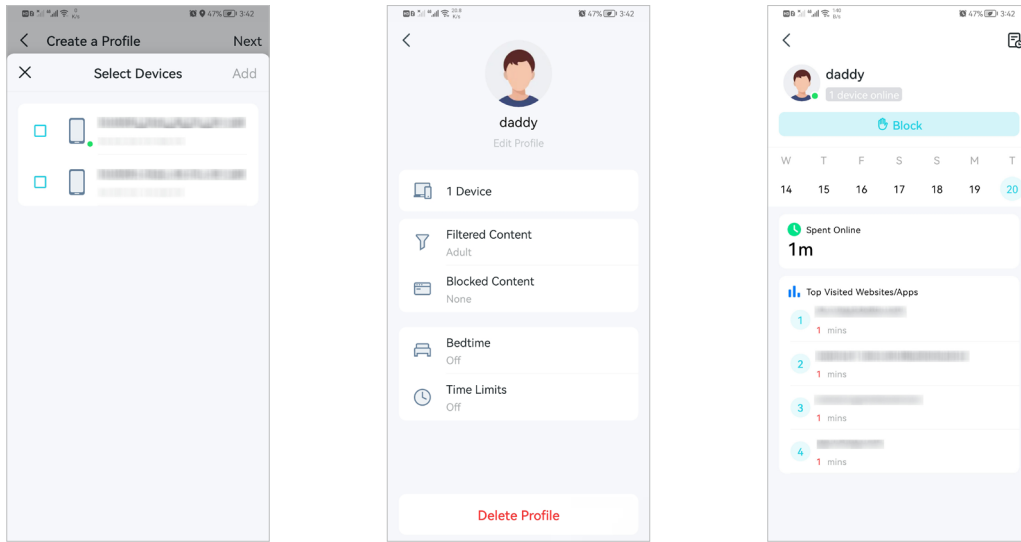 47% 3:42
Create a Profile Next
Select Devices Add
47% 3:42
daddy
Edit Profile
1 Device
Filtered Content
Adult
Blocked Content
None
Bedtime
Off
Time Limits
Off
Delete Profile
47% 3:42
daddy
1 device online
Block
W T F S S M T
14 15 16 17 18 19 20
Spent Online
1m
Top Visited Websites/Apps
1
1 mins
2
1 mins
3
1 mins
4
1 mins